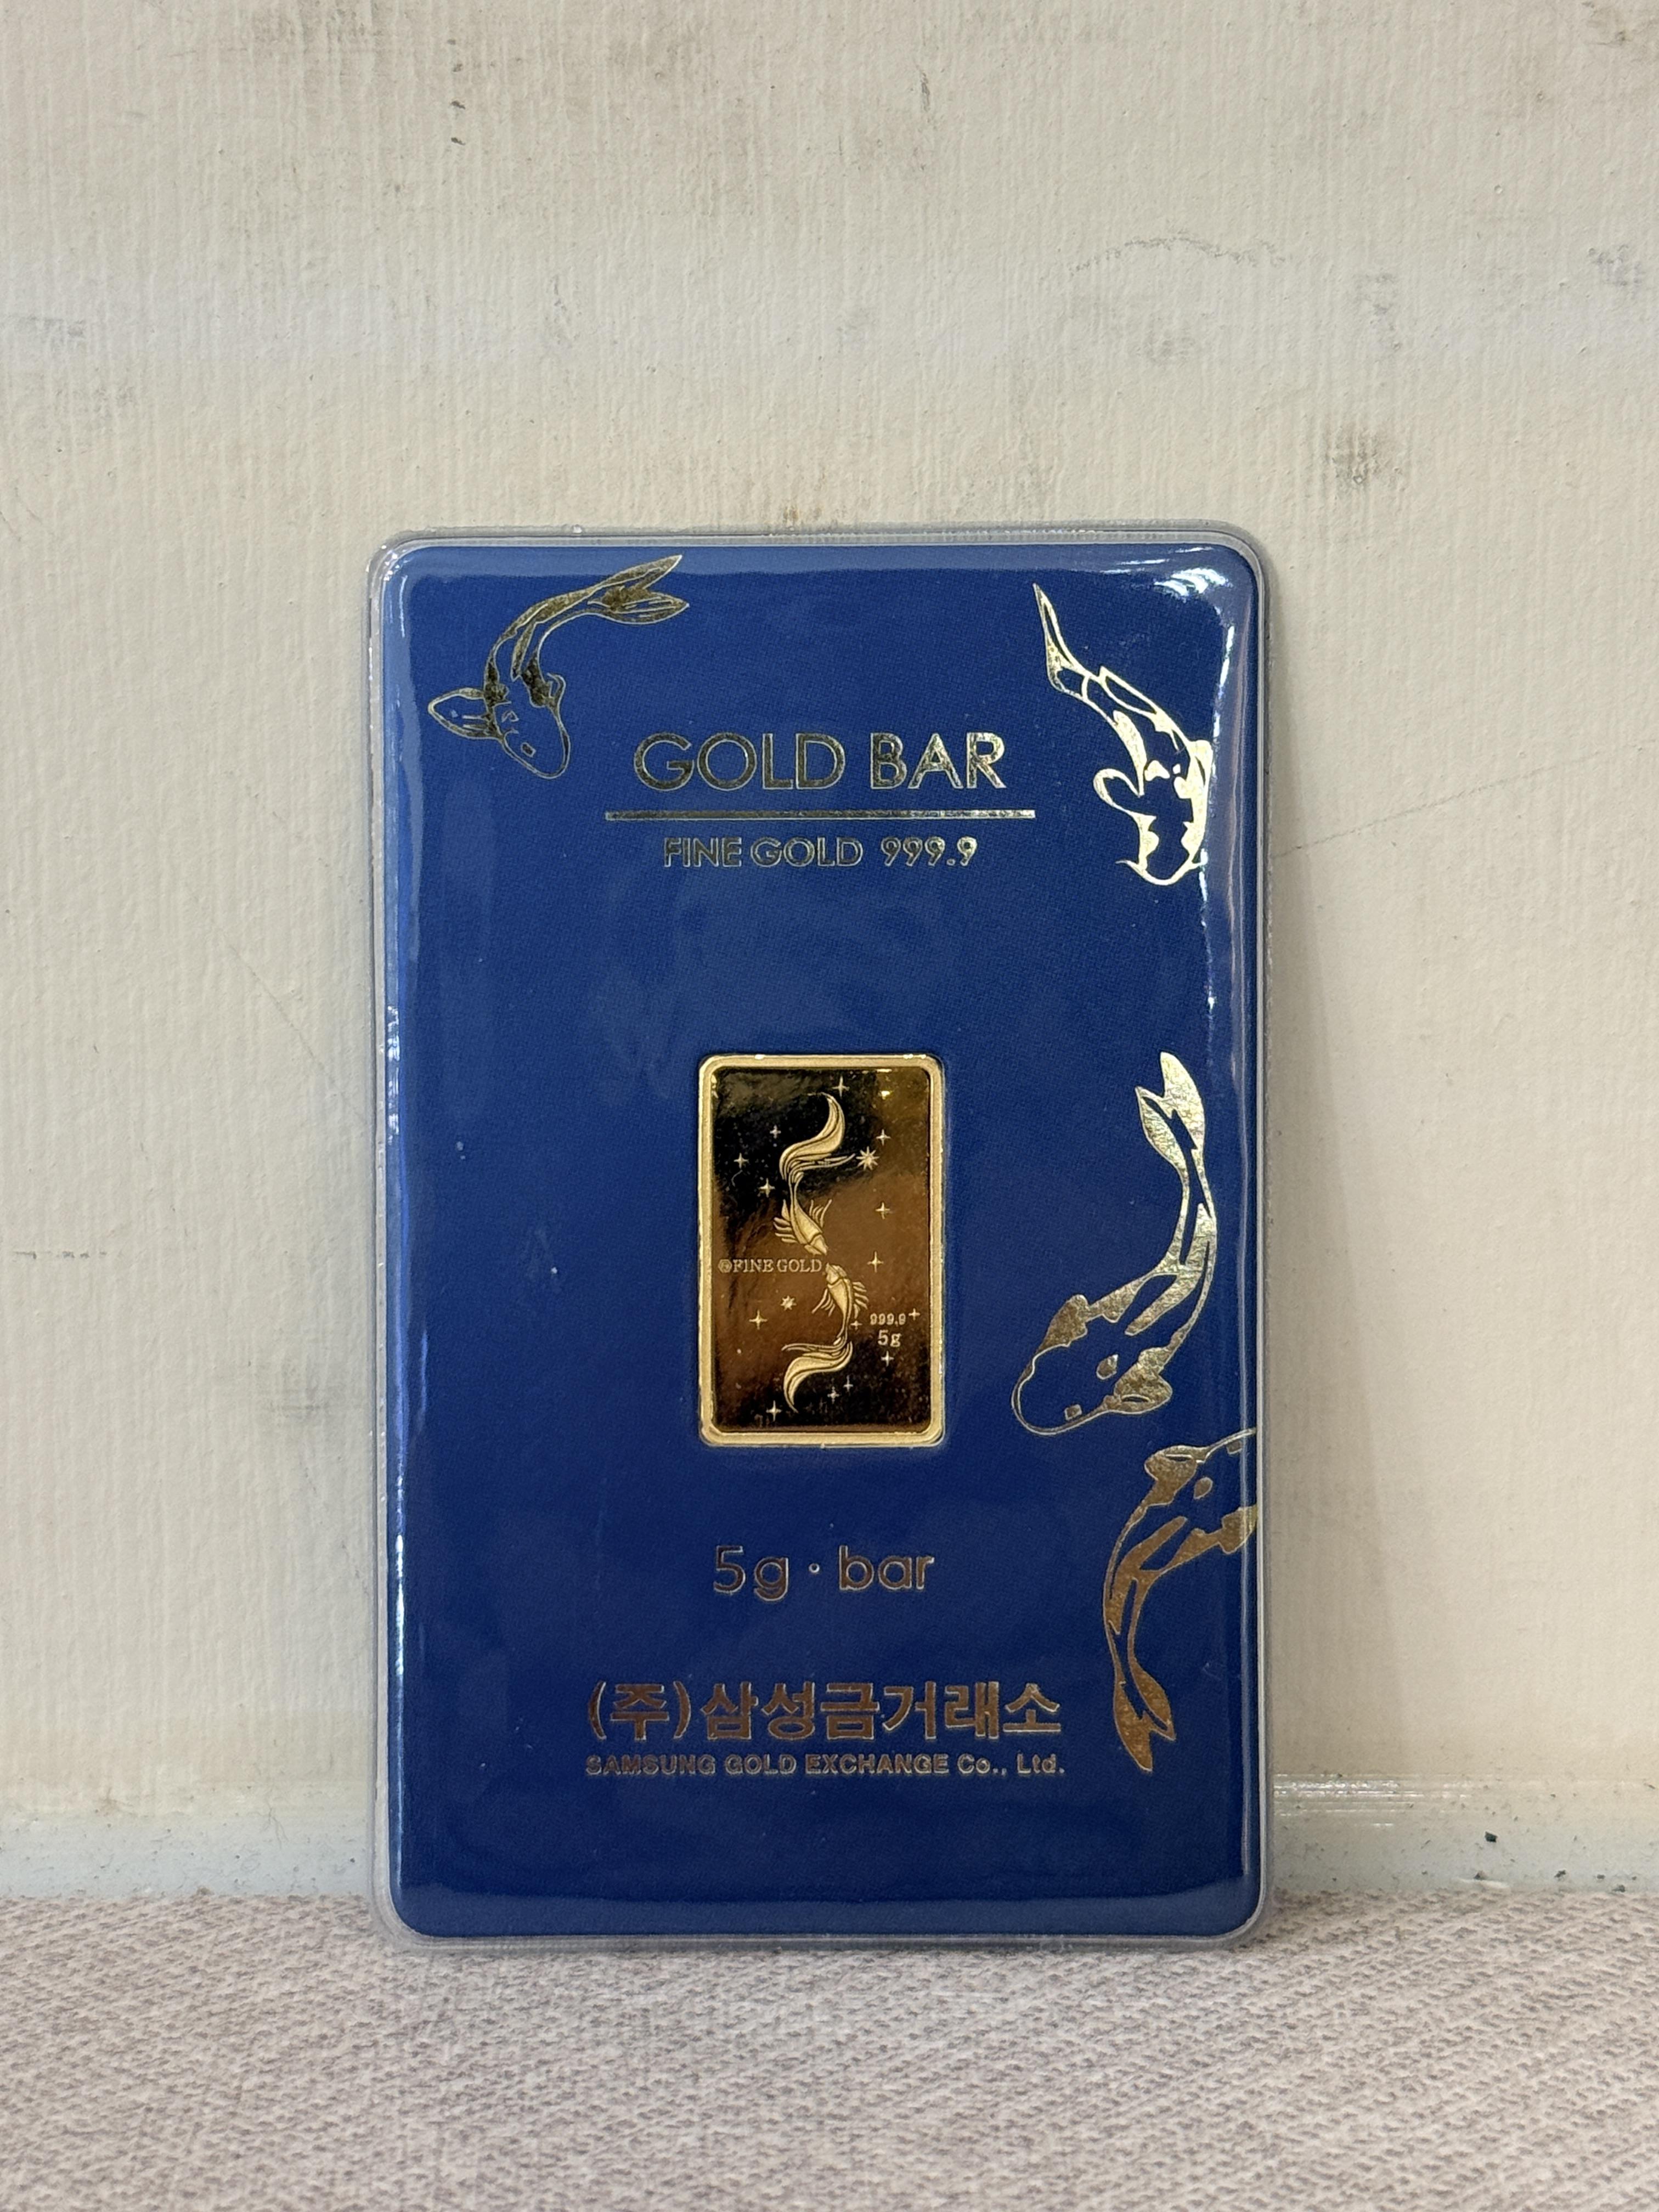 GOLD BAR
FINE GOLD 999.9
FINE GOLD
999.9
5g
5g · bar
(주)삼성금거래소
SAMSUNG GOLD EXCHANGE Co., Ltd.